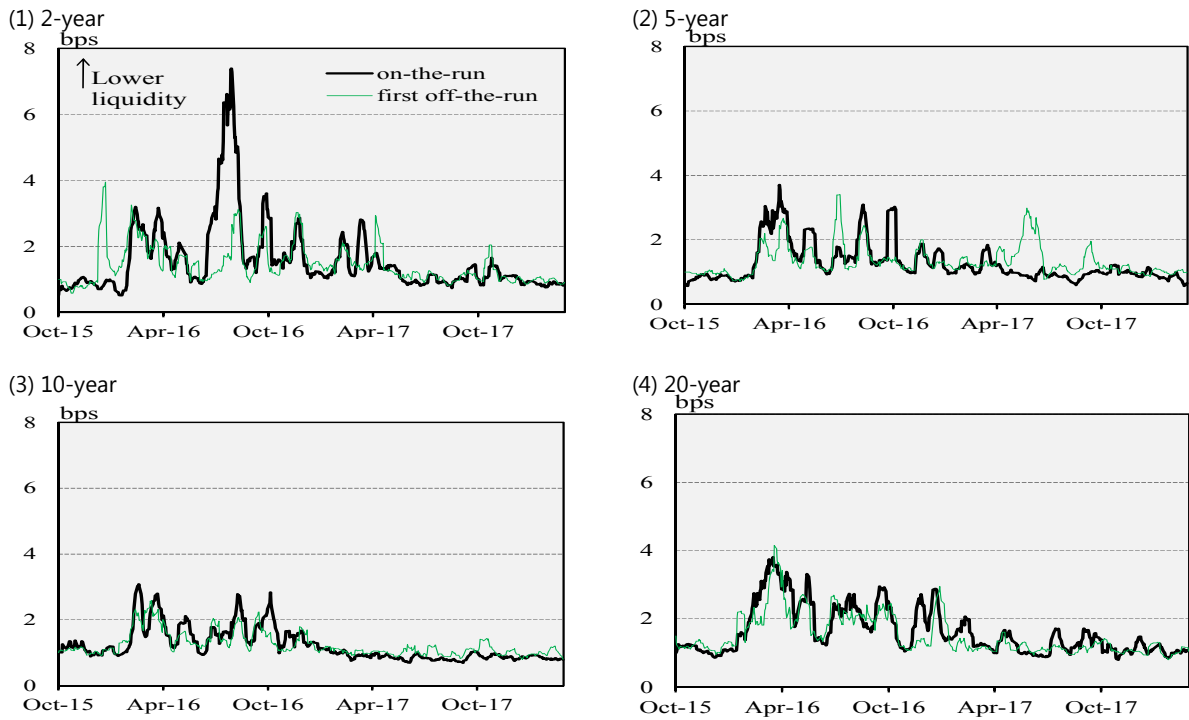 (1) 2-year
bps
8
6
4
2
0
↑ Lower
liquidity
on-the-run
first off-the-run
Oct-15 Apr-16 Oct-16 Apr-17 Oct-17
(2) 5-year
bps
8
6
4
2
0
Oct-15 Apr-16 Oct-16 Apr-17 Oct-17
(3) 10-year
bps
8
6
4
2
0
Oct-15 Apr-16 Oct-16 Apr-17 Oct-17
(4) 20-year
bps
8
6
4
2
0
Oct-15 Apr-16 Oct-16 Apr-17 Oct-17